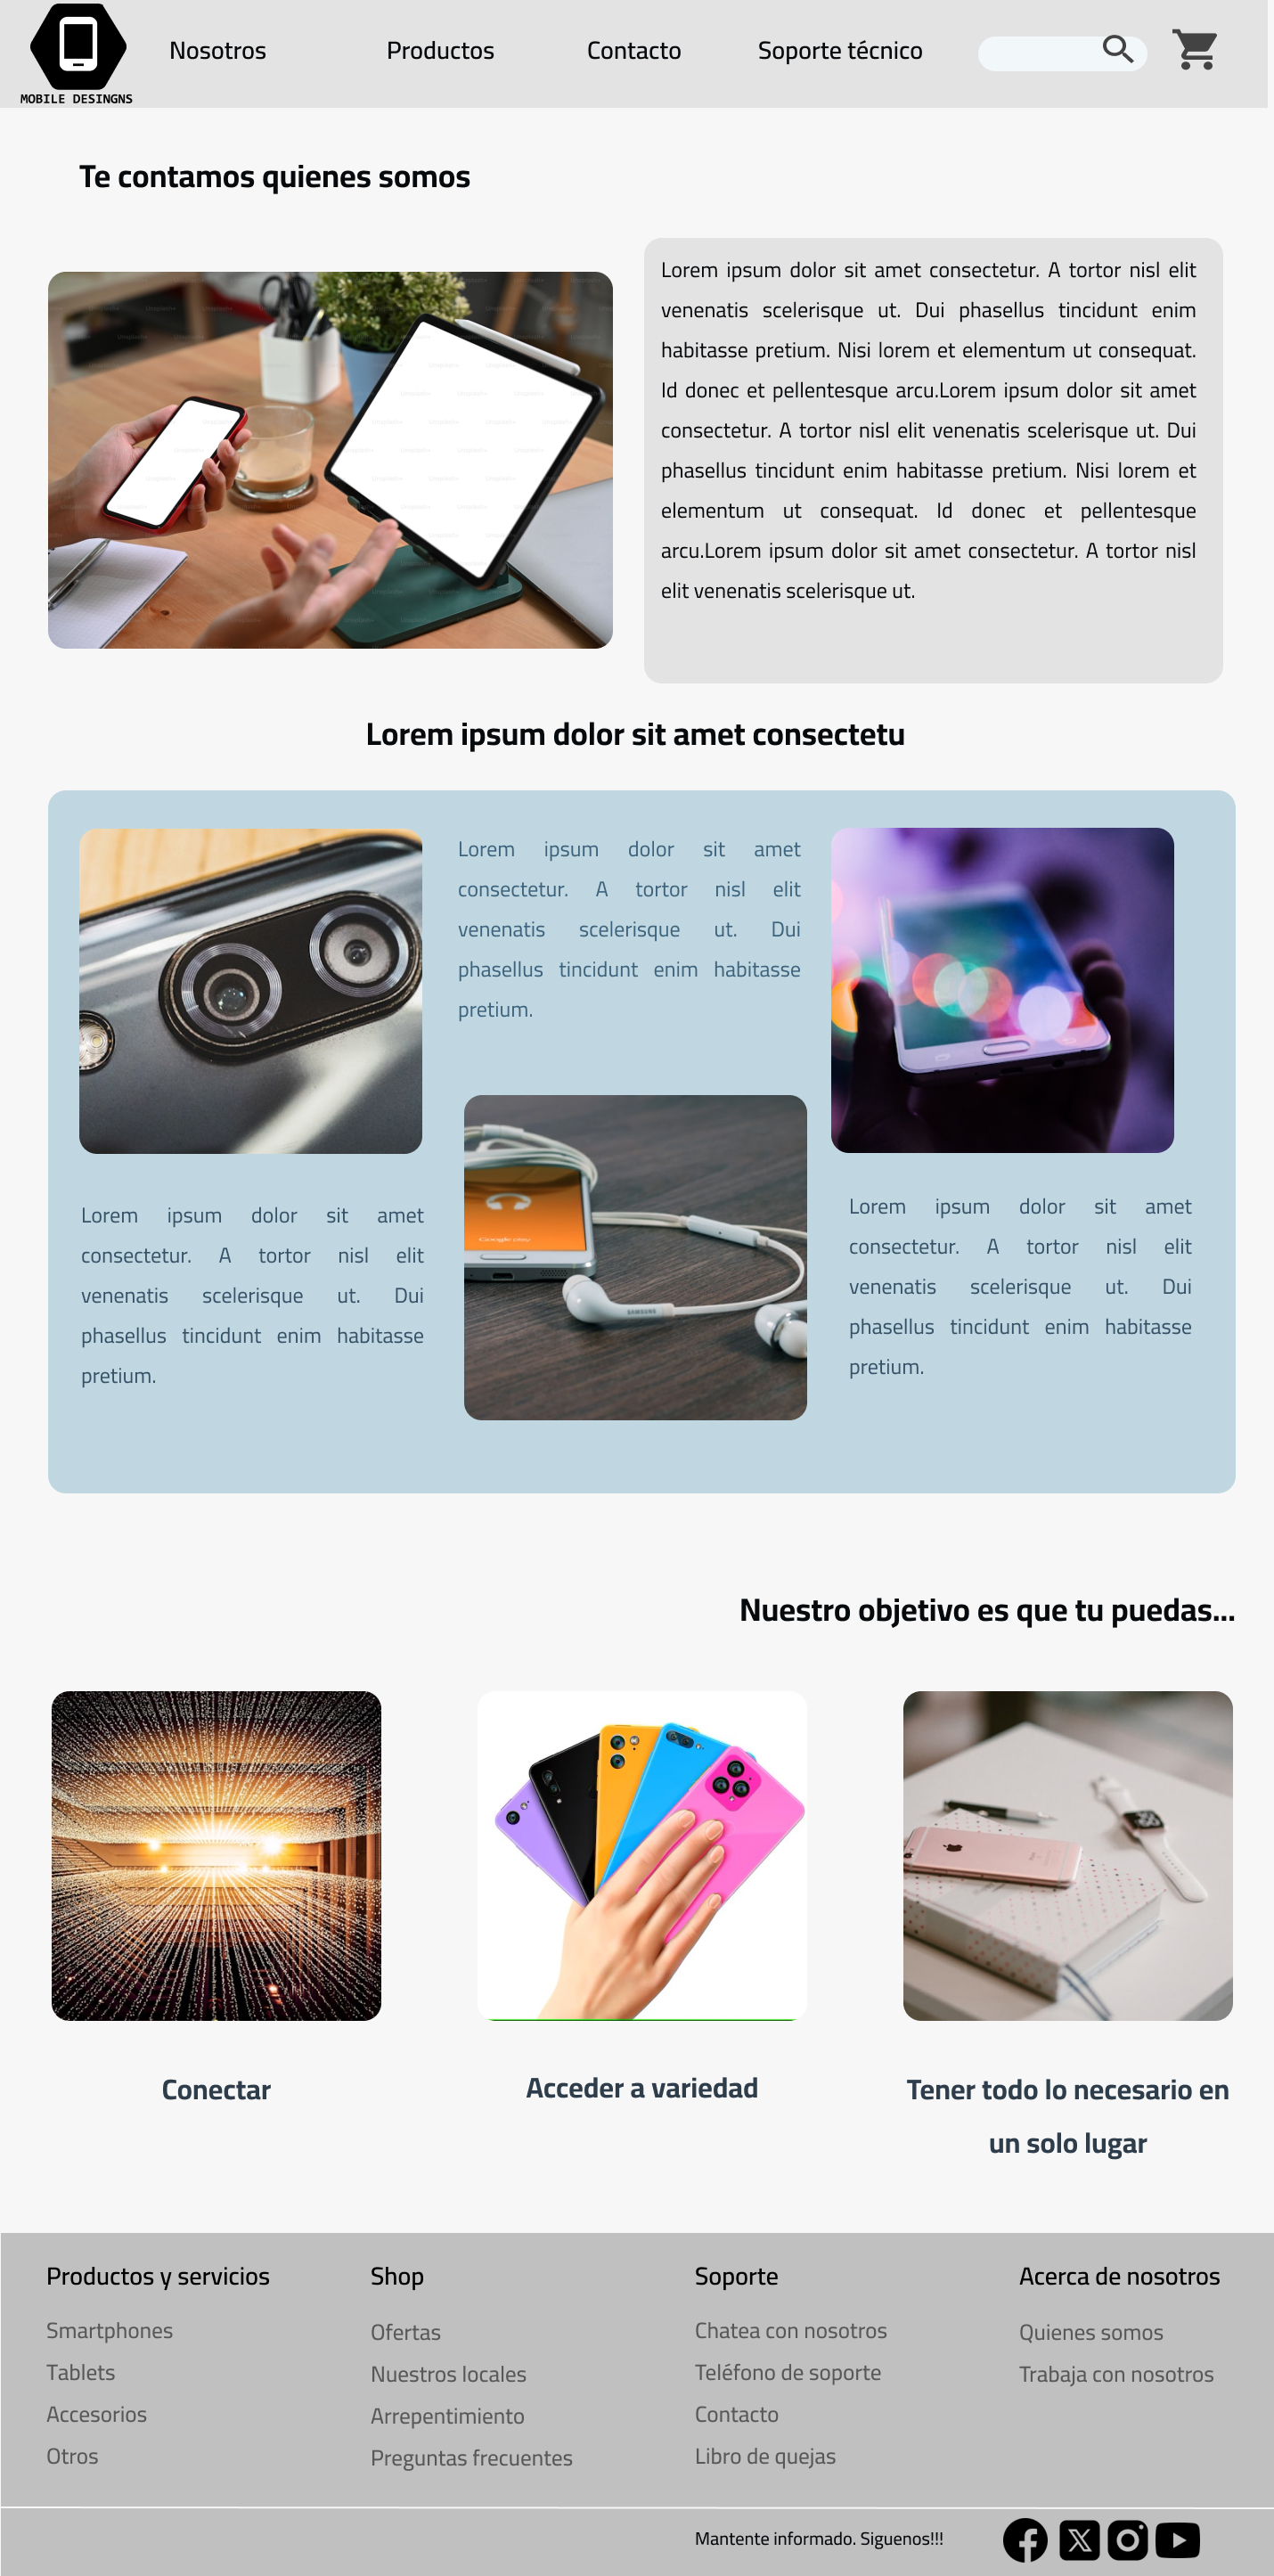 MOBILE DESINGNS
Nosotros
Productos
Contacto
Soporte técnico
Te contamos quienes somos
Lorem ipsum dolor sit amet consectetur. A tortor nisl elit
venenatis scelerisque ut. Dui phasellus tincidunt enim
habitasse pretium. Nisi lorem et elementum ut consequat.
Id donec et pellentesque arcu.Lorem ipsum dolor sit amet
consectetur. A tortor nisl elit venenatis scelerisque ut. Dui
phasellus tincidunt enim habitasse pretium. Nisi lorem et
elementum ut consequat. Id donec et pellentesque
arcu.Lorem ipsum dolor sit amet consectetur. A tortor nisl
elit venenatis scelerisque ut.
Lorem ipsum dolor sit amet consectetu
Lorem ipsum dolor sit amet
consectetur. A tortor nisl elit
venenatis scelerisque ut. Dui
phasellus tincidunt enim habitasse
pretium.
Lorem ipsum dolor sit amet
consectetur. A tortor nisl elit
venenatis scelerisque ut. Dui
phasellus tincidunt enim habitasse
pretium.
Google play
SAMSUNG
Lorem ipsum dolor sit amet
consectetur. A tortor nisl elit
venenatis scelerisque ut. Dui
phasellus tincidunt enim habitasse
pretium.
Nuestro objetivo es que tu puedas...
Conectar
Acceder a variedad
Tener todo lo necesario en
un solo lugar
Productos y servicios
Smartphones
Tablets
Accesorios
Otros
Shop
Ofertas
Nuestros locales
Arrepentimiento
Preguntas frecuentes
Soporte
Chatea con nosotros
Teléfono de soporte
Contacto
Libro de quejas
Acerca de nosotros
Quienes somos
Trabaja con nosotros
Mantente informado. Siguenos!!!